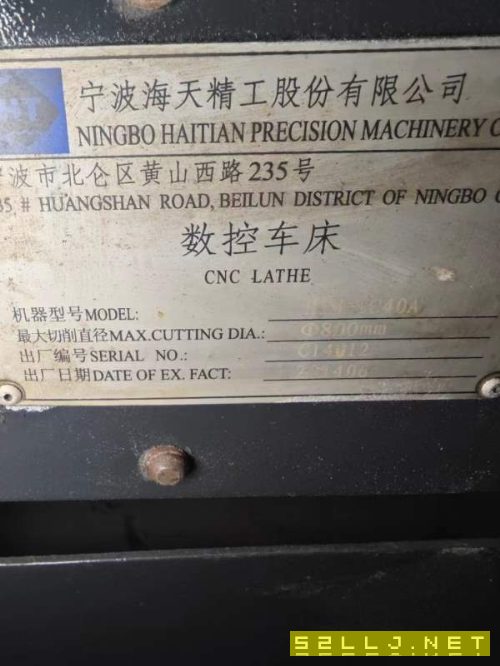 宁波海天精工股份有限公司
NINGBO HAITIAN PRECISION MACHINERY
波市北仑区黄山西路235号
# HUANGSHAN ROAD, BEILUN DISTRICT OF NINGBO
数控车床
CNC LATHE
机器型号MODEL:
最大切削直径MAX.CUTTING DIA.: Φ800mm
出厂编号SERIAL NO.:
出厂日期DATE OF EX. FACT:
52LLJ.NET